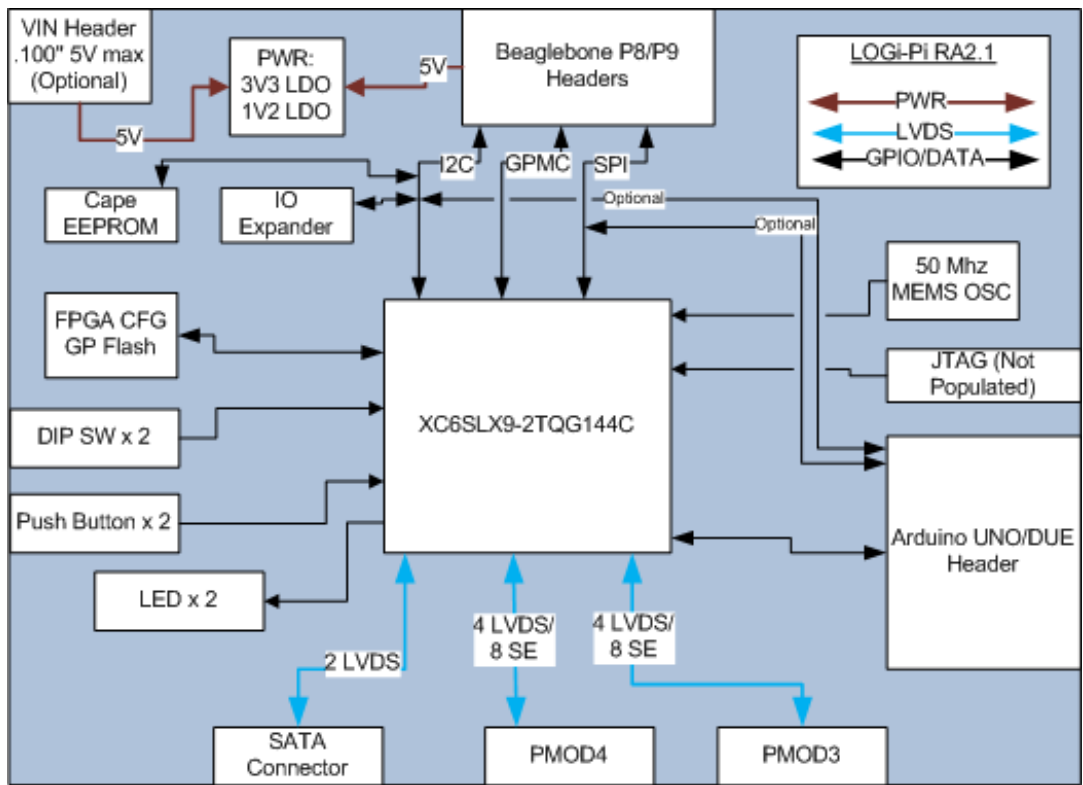 VIN Header
.100" 5V max
(Optional)
PWR:
3V3 LDO
1V2 LDO
5V
Beaglebone P8/P9
Headers
LOGi-Pi RA2.1
PWR
LVDS
GPIO/DATA
5V
I2C
GPMC
SPI
Cape
EEPROM
IO
Expander
Optional
Optional
50 Mhz
MEMS OSC
FPGA CFG
GP Flash
JTAG (Not
Populated)
DIP SW x 2
XC6SLX9-2TQG144C
Push Button x 2
Arduino UNO/DUE
Header
LED x 2
2 LVDS
4 LVDS/
8 SE
4 LVDS/
8 SE
SATA
Connector
PMOD4
PMOD3